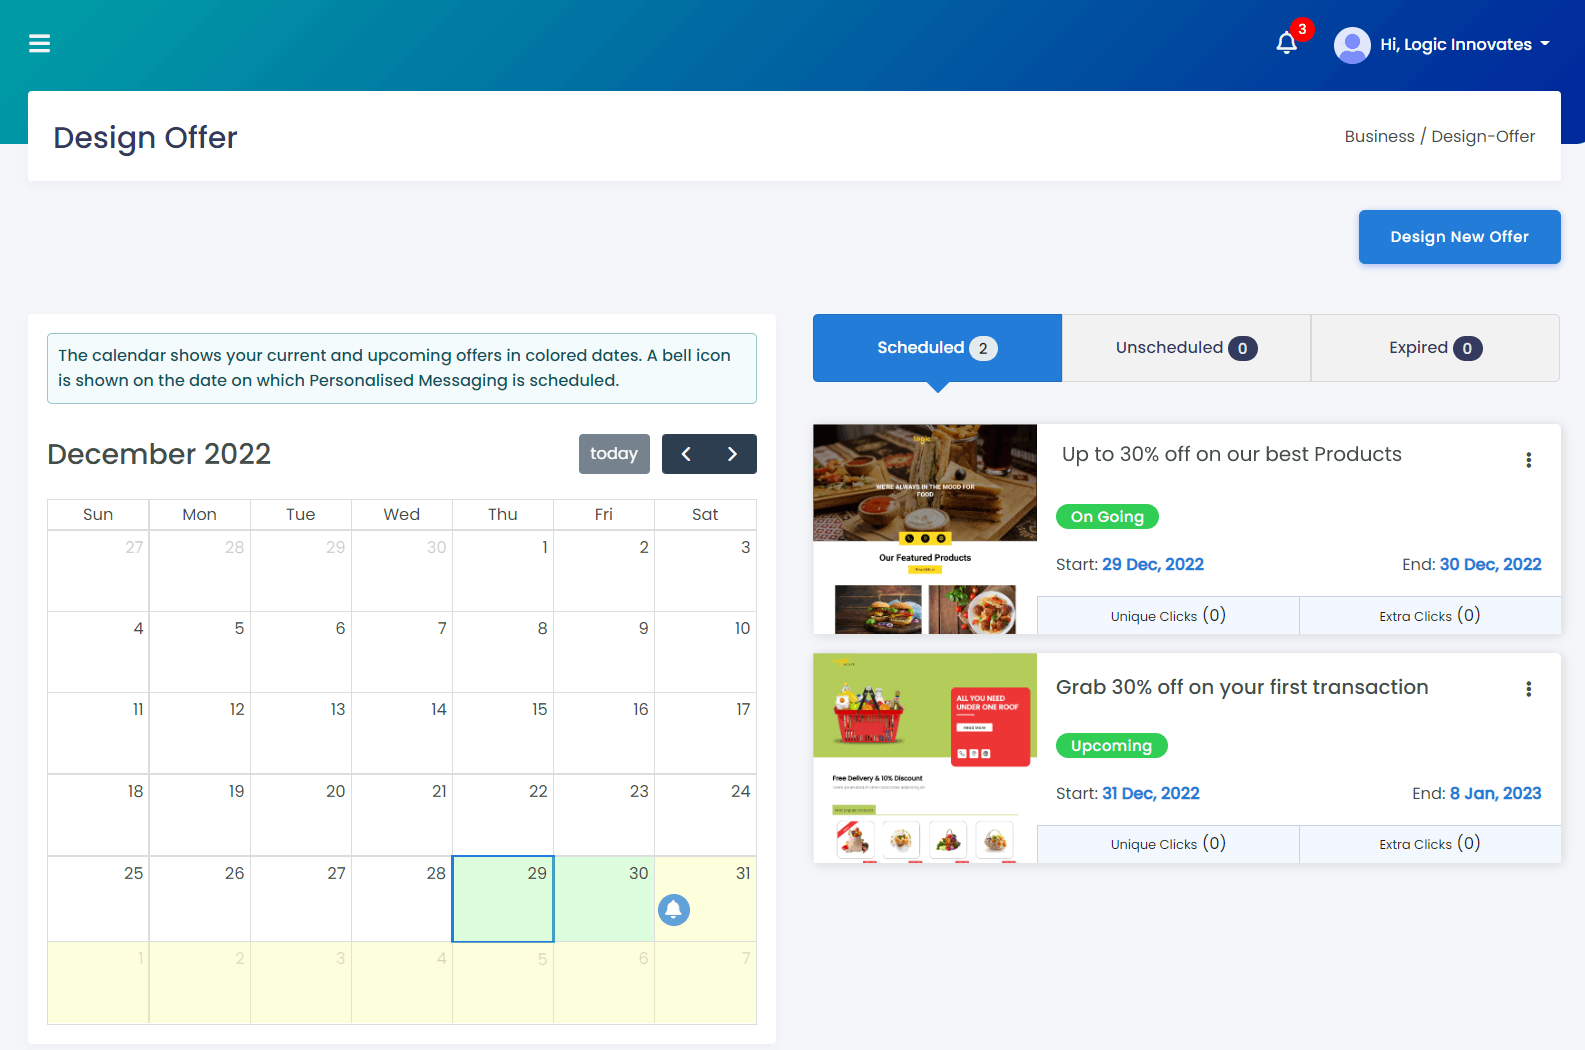 3
Hi, Logic Innovates
Design Offer
Business / Design-Offer
Design New Offer
The calendar shows your current and upcoming offers in colored dates. A bell icon
is shown on the date on which Personalised Messaging is scheduled.
December 2022
today
Sun Mon Tue Wed Thu Fri Sat
27 28 29 30 1 2 3
4 5 6 7 8 9 10
11 12 13 14 15 16 17
18 19 20 21 22 23 24
25 26 27 28 29 30 31
1 2 3 4 5 6 7
Scheduled 2
Unscheduled 0
Expired 0
logic
WE'RE ALWAYS IN THE MOOD FOR
FOOD
Our Featured Products
Up to 30% off on our best Products
On Going
Start: 29 Dec, 2022
End: 30 Dec, 2022
Unique Clicks (0)
Extra Clicks (0)
ALL YOU NEED
UNDER ONE ROOF
READ MORE
Free Delivery & 10% Discount
Grab 30% off on your first transaction
Upcoming
Start: 31 Dec, 2022
End: 8 Jan, 2023
Unique Clicks (0)
Extra Clicks (0)